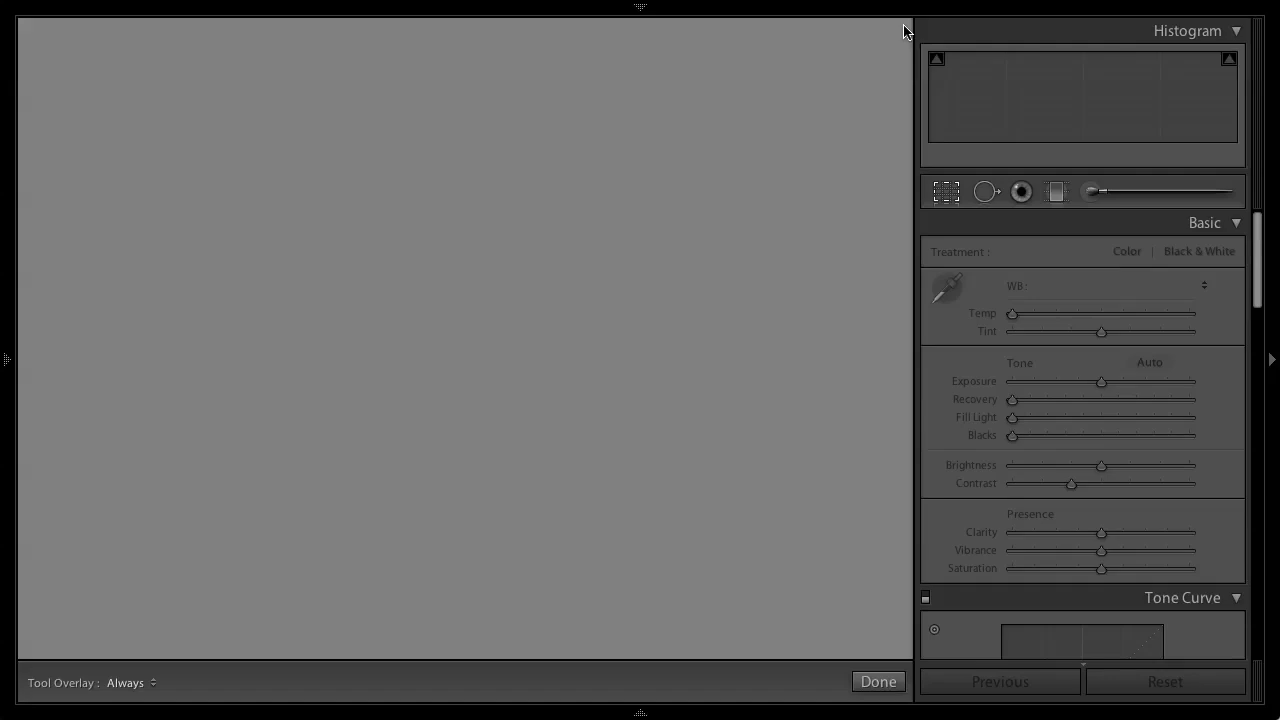 Histogram
Basic
Treatment : Color | Black & White
WB :
Temp
Tint
Tone Auto
Exposure
Recovery
Fill Light
Blacks
Brightness
Contrast
Presence
Clarity
Vibrance
Saturation
Tone Curve
Tool Overlay : Always Done Previous Reset